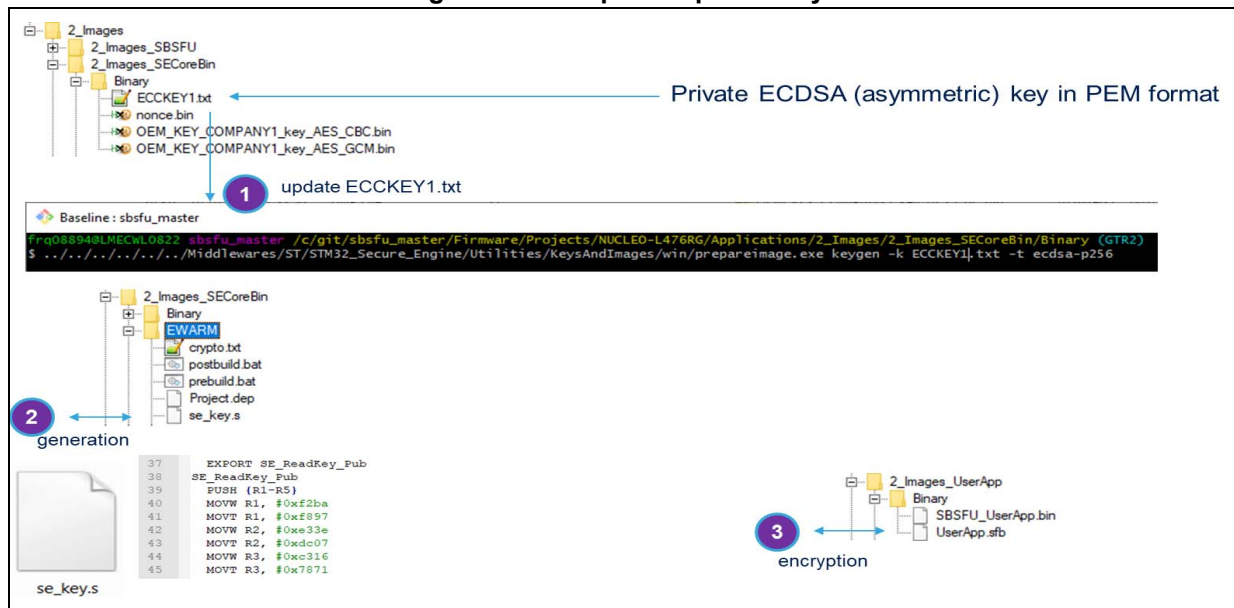 2_Images
2_Images_SBSFU
2_Images_SECoreBin
Binary
ECCKEY1.txt
Private ECDSA (asymmetric) key in PEM format
nonce.bin
OEM_KEY_COMPANY1_key_AES_CBC.bin
OEM_KEY_COMPANY1_key_AES_GCM.bin
1
update ECCKEY1.txt
Baseline : sbsfu_master
frq08894@LMECWL0822 sbsfu_master /c/git/sbsfu_master/Firmware/Projects/NUCLEO-L476RG/Applications/2_Images/2_Images_SECoreBin/Binary (GTR2)
$ ../../../../../../Middlewares/ST/STM32_Secure_Engine/Utilities/KeysAndImages/win/prepareimage.exe keygen -k ECCKEY1.txt -t ecdsa-p256
2_Images_SECoreBin
Binary
EWARM
crypto.txt
postbuild.bat
prebuild.bat
Project.dep
se_key.s
2
generation
37 EXPORT SE_ReadKey_Pub
38 SE_ReadKey_Pub
39 PUSH {R1-R5}
40 MOVW R1, #0xf2ba
41 MOVT R1, #0xf897
42 MOVW R2, #0xe33e
43 MOVT R2, #0xdc07
44 MOVW R3, #0xc316
45 MOVT R3, #0x7871
se_key.s
2_Images_UserApp
Binary
SBSFU_UserApp.bin
UserApp.sfb
3
encryption